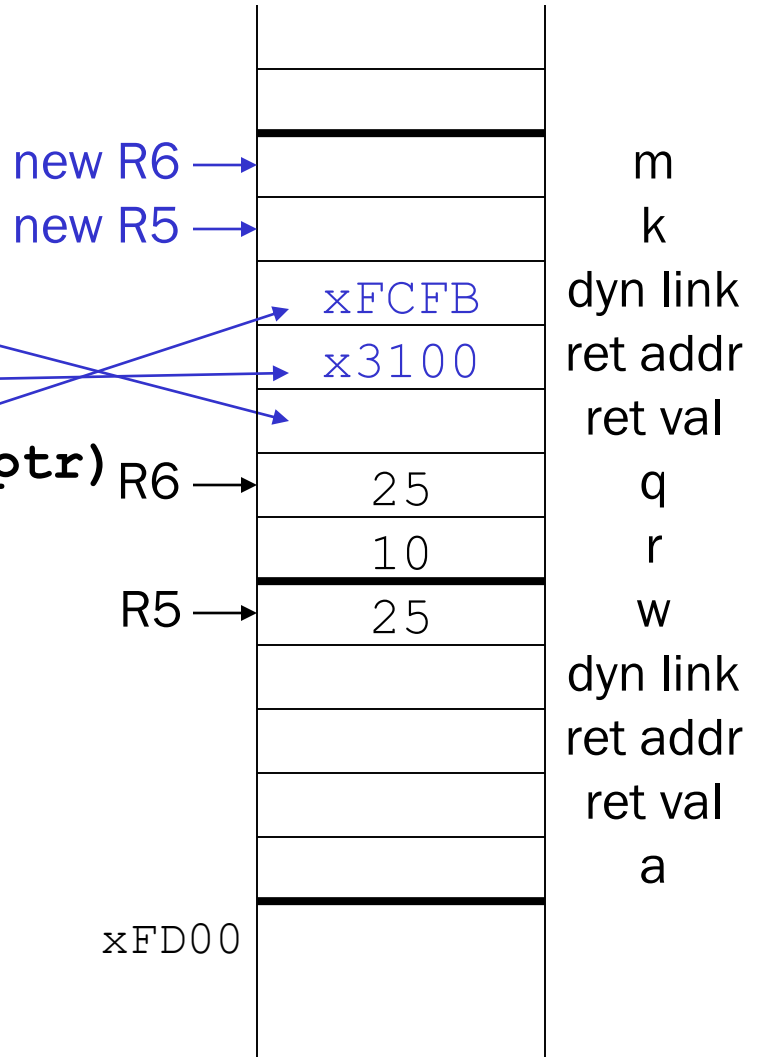 new R6 m
new R5 k
xFCFB dyn link
x3100 ret addr
ret val
ptr) R6 25 q
10 r
R5 25 w
dyn link
ret addr
ret val
a
xFD00